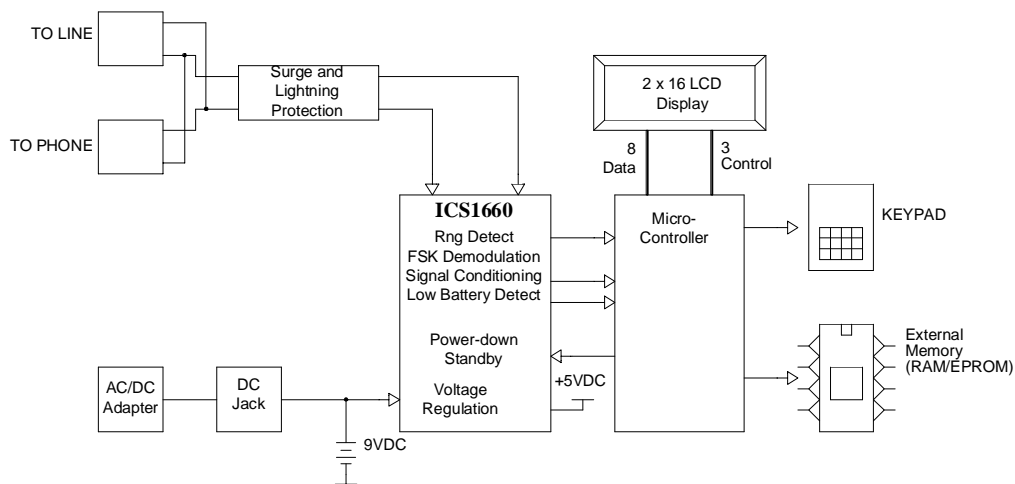 TO LINE
Surge and
Lightning
Protection
TO PHONE
2 x 16 LCD
Display
8
Data
3
Control
ICS1660
Rng Detect
FSK Demodulation
Signal Conditioning
Low Battery Detect
Power-down
Standby
Voltage
Regulation
+5VDC
Micro-
Controller
KEYPAD
External
Memory
(RAM/EPROM)
AC/DC
Adapter
DC
Jack
9VDC